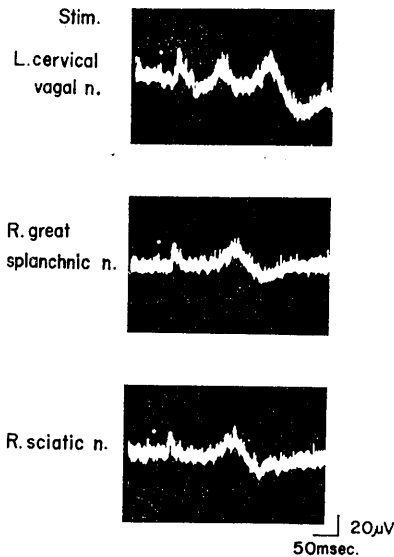 Stim.
L. cervical
vagal n.
R. great
splanchnic n.
R. sciatic n.
20µV
50msec.